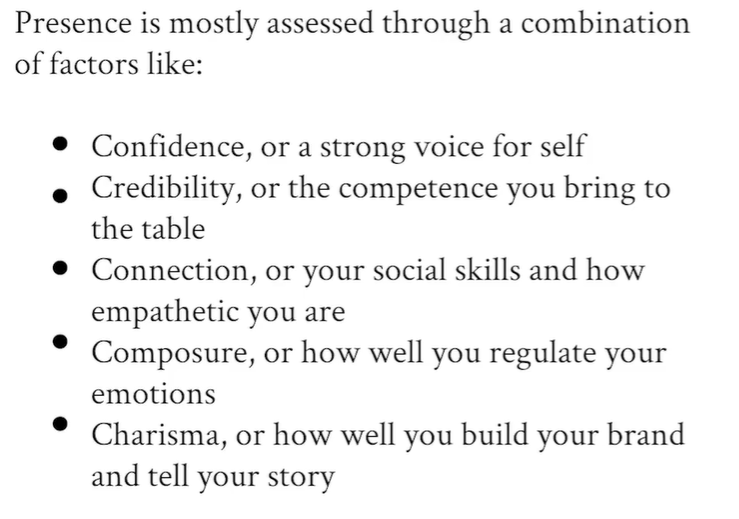 Presence is mostly assessed through a combination
of factors like:
• Confidence, or a strong voice for self
• Credibility, or the competence you bring to
the table
• Connection, or your social skills and how
empathetic you are
• Composure, or how well you regulate your
emotions
• Charisma, or how well you build your brand
and tell your story